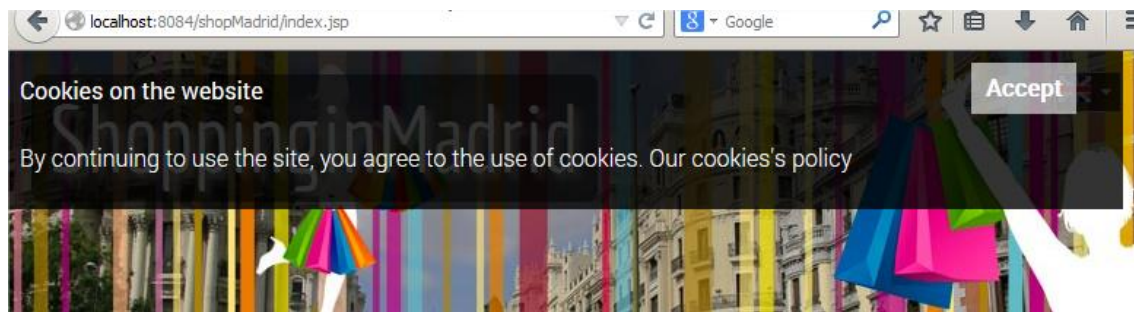 localhost:8084/shopMadrid/index.jsp
Google
Cookies on the website
Accept
ShoppinginMadrid
By continuing to use the site, you agree to the use of cookies. Our cookies's policy